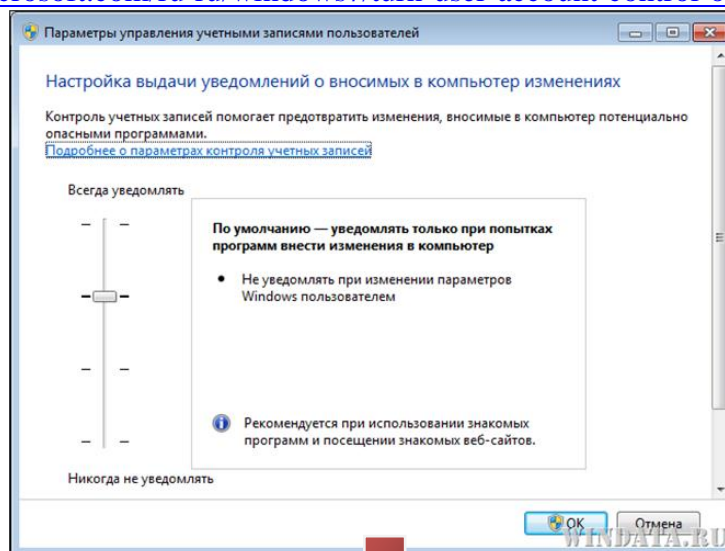 Параметры управления учетными записями пользователей
Настройка выдачи уведомлений о вносимых в компьютер изменениях
Контроль учетных записей помогает предотвратить изменения, вносимые в компьютер потенциально
опасными программами.
Подробнее о параметрах контроля учетных записей
Всегда уведомлять
По умолчанию — уведомлять только при попытках
программ внести изменения в компьютер
• Не уведомлять при изменении параметров
Windows пользователем
Рекомендуется при использовании знакомых
программ и посещении знакомых веб-сайтов.
Никогда не уведомлять
OK Отмена
WINDATA.RU